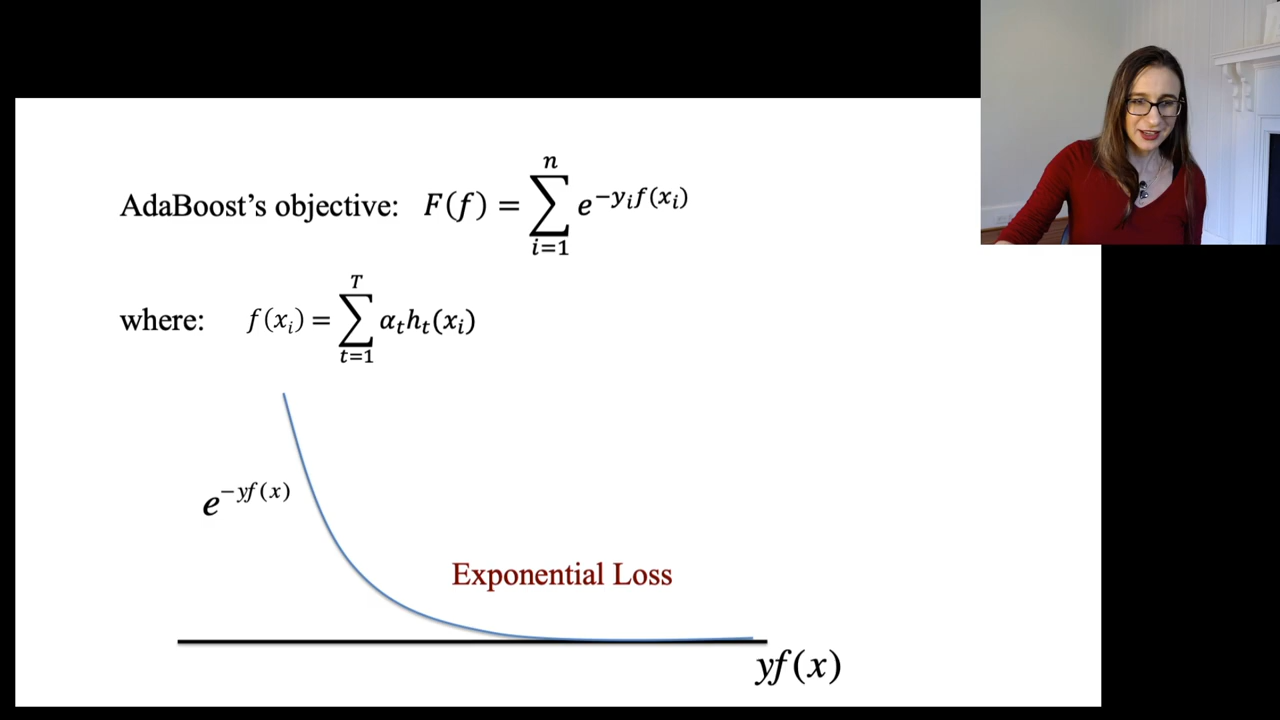 AdaBoost's objective: F(f) = ∑_{i=1}^{n} e^{−y_i f(x_i)}
where: f(x_i) = ∑_{t=1}^{T} α_t h_t(x_i)
e^{−yf(x)}
Exponential Loss
yf(x)